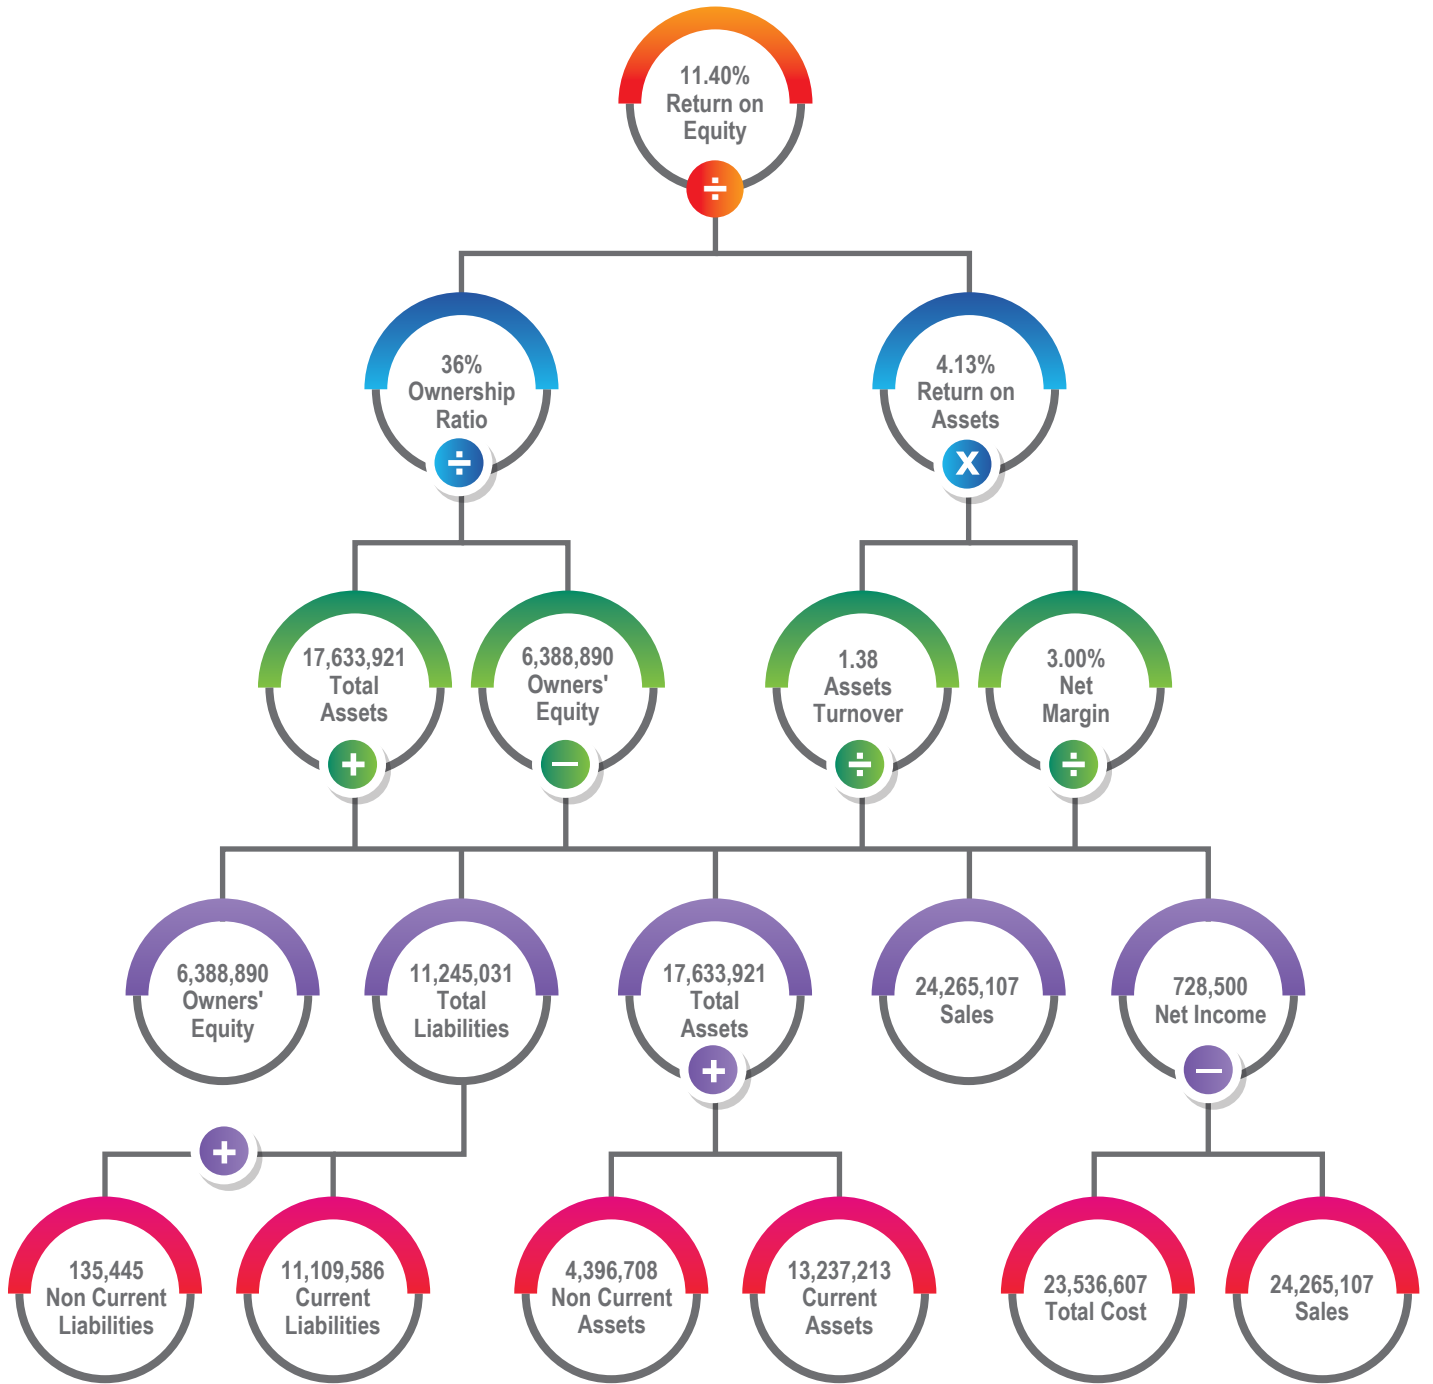 11.40%
Return on
Equity
÷
36%
Ownership
Ratio
÷
4.13%
Return on
Assets
X
17,633,921
Total
Assets
+
6,388,890
Owners'
Equity
−
1.38
Assets
Turnover
÷
3.00%
Net
Margin
÷
6,388,890
Owners'
Equity
11,245,031
Total
Liabilities
17,633,921
Total
Assets
+
24,265,107
Sales
728,500
Net Income
−
+
135,445
Non Current
Liabilities
11,109,586
Current
Liabilities
4,396,708
Non Current
Assets
13,237,213
Current
Assets
23,536,607
Total Cost
24,265,107
Sales